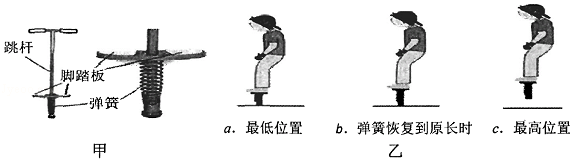 跳杆
脚踏板
弹簧
甲
a. 最低位置
b. 弹簧恢复到原长时
c. 最高位置
乙